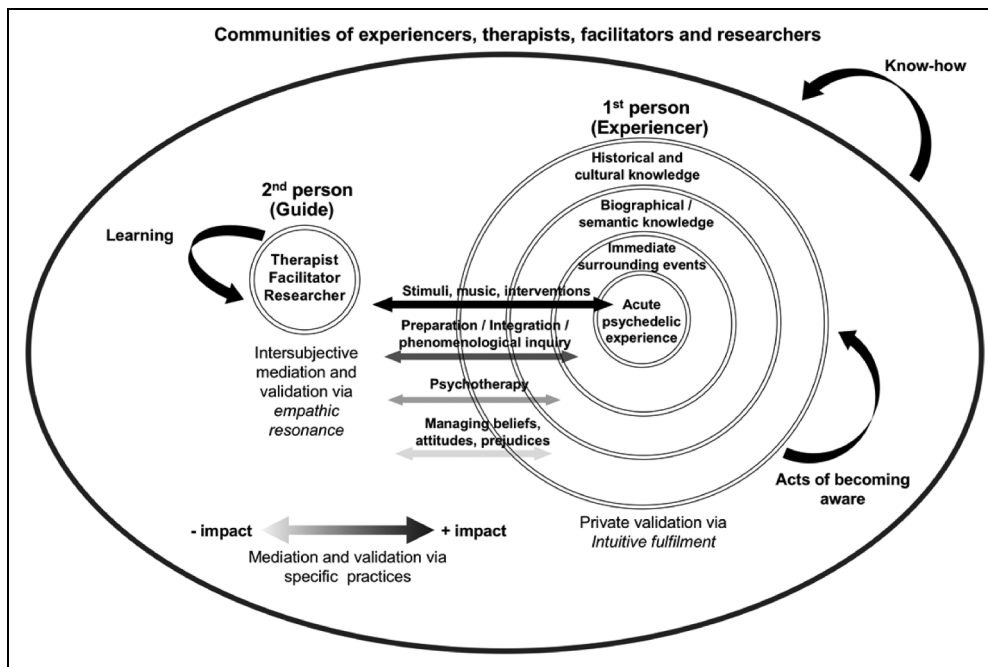 Communities of experiencers, therapists, facilitators and researchers
Know-how
1st person
(Experiencer)
Historical and
cultural knowledge
2nd person
(Guide)
Biographical /
semantic knowledge
Learning
Immediate
surrounding events
Therapist
Facilitator
Researcher
Stimuli, music, interventions
Acute
psychedelic
experience
Preparation / Integration /
phenomenological inquiry
Intersubjective
mediation and
validation via
empathic
resonance
Psychotherapy
Managing beliefs,
attitudes, prejudices
Acts of becoming
aware
Private validation via
Intuitive fulfilment
- impact
+ impact
Mediation and validation via
specific practices